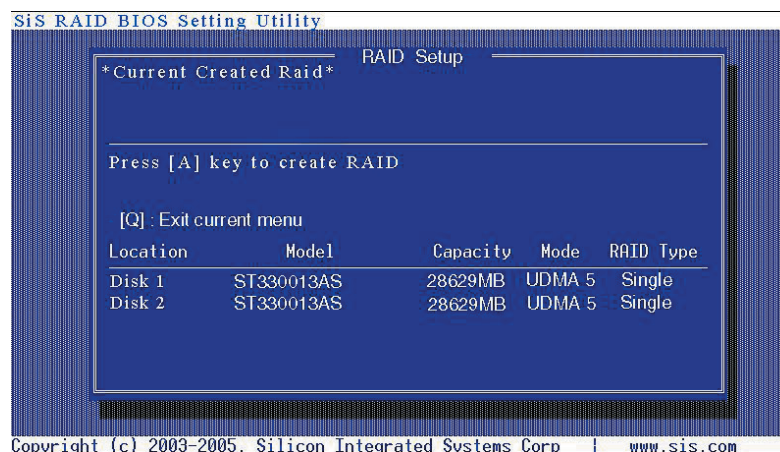 SiS RAID BIOS Setting Utility
RAID Setup
*Current Created Raid*
Press [A] key to create RAID
[Q] : Exit current menu
Location Model Capacity Mode RAID Type
Disk 1 ST330013AS 28629MB UDMA 5 Single
Disk 2 ST330013AS 28629MB UDMA 5 Single
Copyright (c) 2003-2005. Silicon Integrated Systems Corp | www.sis.com